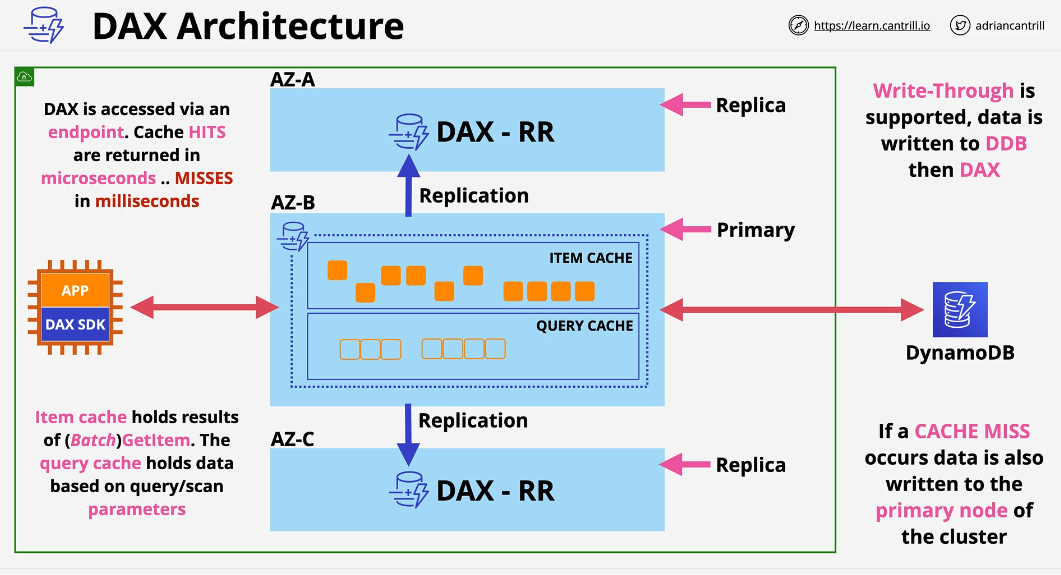 DAX Architecture
https://learn.cantrill.io
adriancantrill
DAX is accessed via an
endpoint. Cache HITS
are returned in
microseconds .. MISSES
in milliseconds
AZ-A
DAX - RR
Replica
Replication
AZ-B
Primary
ITEM CACHE
QUERY CACHE
APP
DAX SDK
Replication
AZ-C
DAX - RR
Replica
Item cache holds results
of (Batch)GetItem. The
query cache holds data
based on query/scan
parameters
Write-Through is
supported, data is
written to DDB
then DAX
DynamoDB
If a CACHE MISS
occurs data is also
written to the
primary node of
the cluster